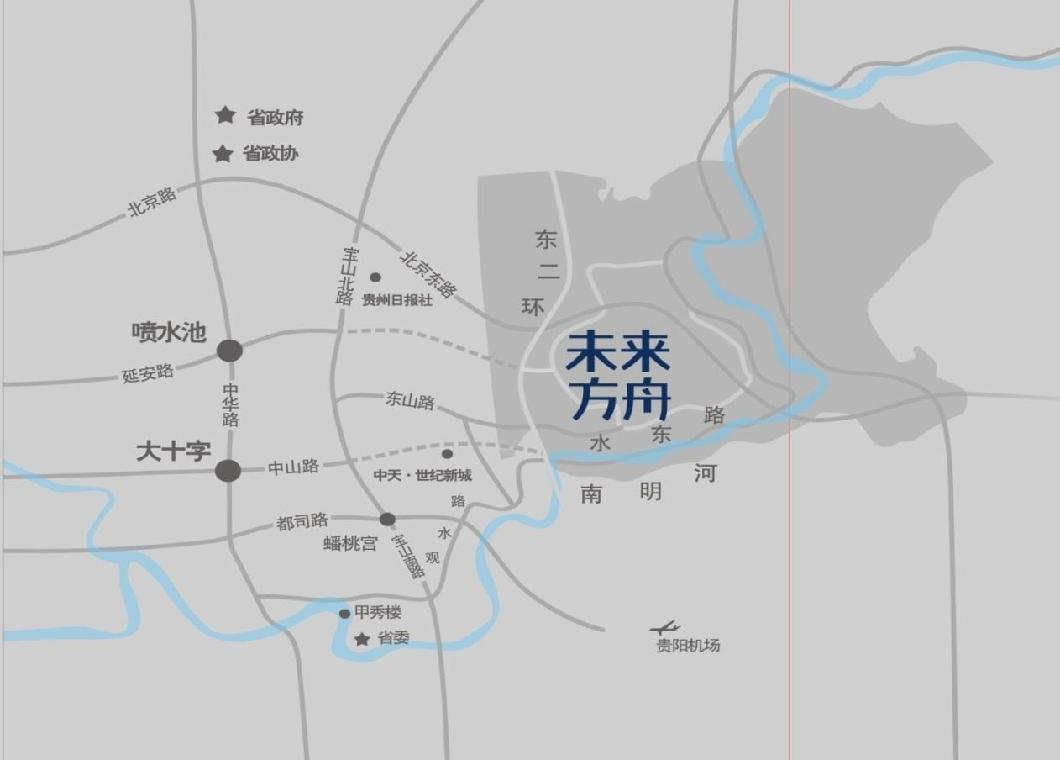 省政府
省政协
北京路
东二环
宝山北路
北京东路
贵州日报社
喷水池
延安路
未来
方舟
中华路
东山路
水东路
大十字
中山路
中天·世纪新城
南明河
都司路
蟠桃宫
宝山南路
观水路
甲秀楼
省委
贵阳机场